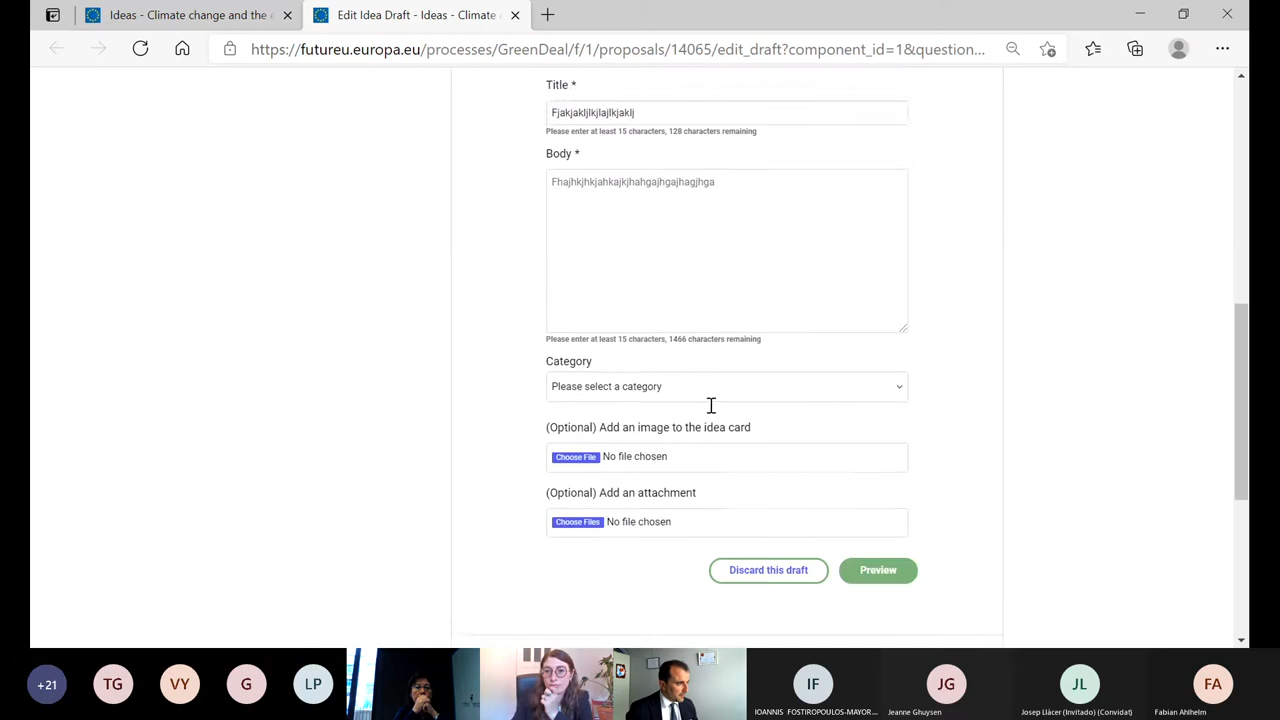 Ideas - Climate change and the e
Edit Idea Draft - Ideas - Climate
https://futureu.europa.eu/processes/GreenDeal/f/1/proposals/14065/edit_draft?component_id=1&question...
Title *
Fjakjakljlkjlajlkjaklj
Please enter at least 15 characters, 128 characters remaining
Body *
Fhajhkjhkjahkajkjhahgajhgajhagjhga
Please enter at least 15 characters, 1466 characters remaining
Category
Please select a category
(Optional) Add an image to the idea card
Choose File No file chosen
(Optional) Add an attachment
Choose Files No file chosen
Discard this draft Preview
+21 TG VY G LP IF JG JL FA
IOANNIS FOSTIROPOULOS-MAYOR... Jeanne Ghuysen Josep Llàcer (Invitado) (Convidat) Fabian Ahlhelm